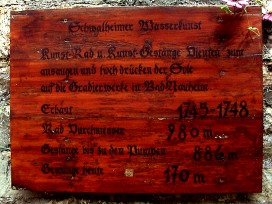 Schwalheimer Wasserkunst
Kunst-Rad u. Kunst-Gestänge Dienten zum
ansaugen und hoch drücken der Sole
auf die Gradierwerke in Bad-Nauheim
Erbaut 1745-1748
Rad Durchmesser 9.80 m
Gestänge bis zu den Pumpen 886 m
Gestänge heute 170 m